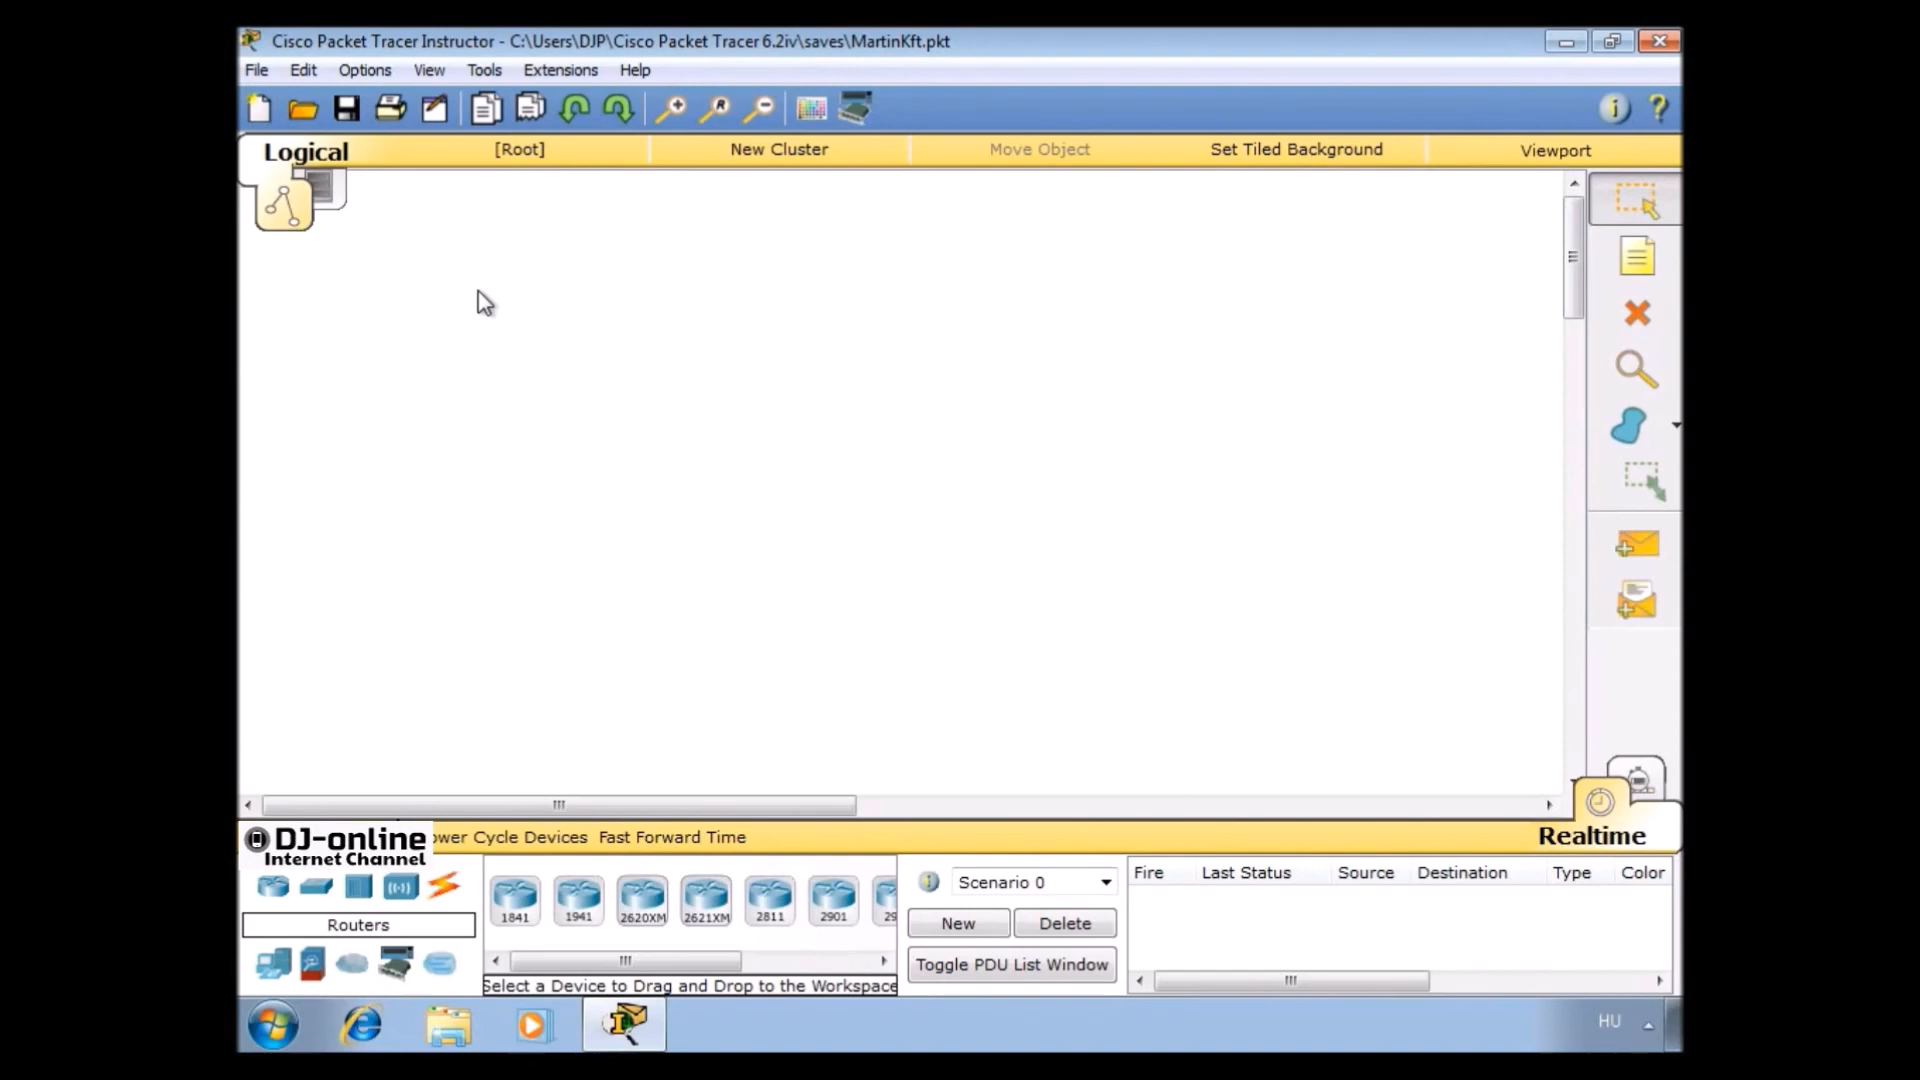 Cisco Packet Tracer Instructor - C:\Users\DJP\Cisco Packet Tracer 6.2iv\saves\MartinKft.pkt
File Edit Options View Tools Extensions Help
Logical [Root] New Cluster Move Object Set Tiled Background Viewport
DJ-online
Internet Channel
ower Cycle Devices Fast Forward Time
Realtime
Routers
1841 1941 2620XM 2621XM 2811 2901 29
Select a Device to Drag and Drop to the Workspace
Scenario 0
New Delete
Toggle PDU List Window
Fire Last Status Source Destination Type Color
HU